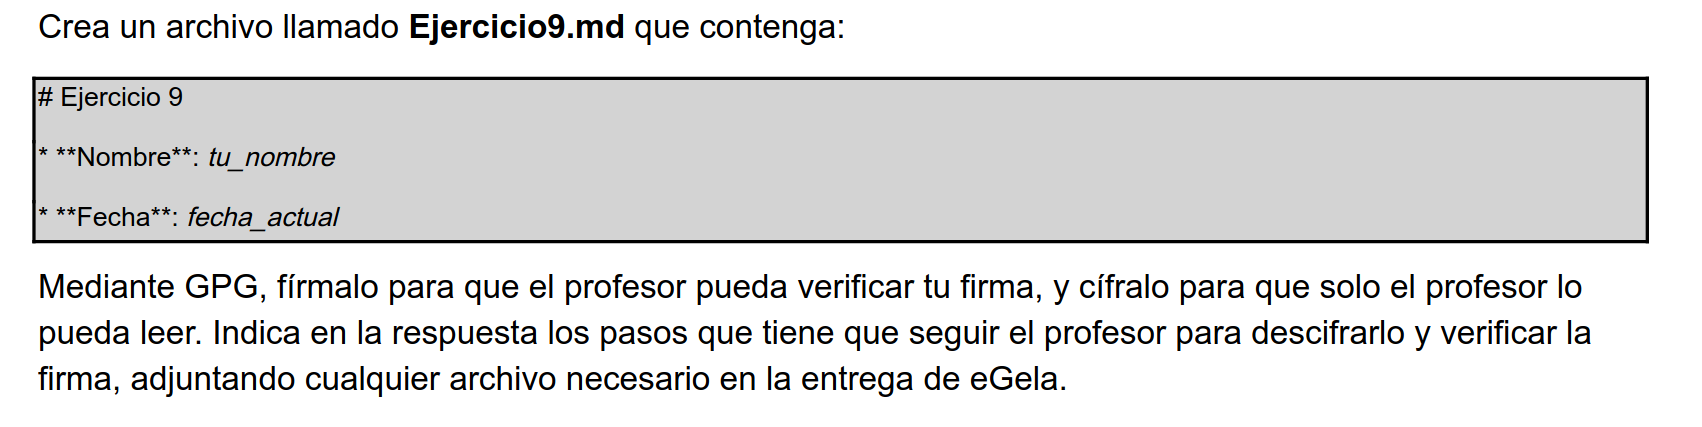 Crea un archivo llamado Ejercicio9.md que contenga:
# Ejercicio 9
* **Nombre**: tu_nombre
* **Fecha**: fecha_actual
Mediante GPG, fírmalo para que el profesor pueda verificar tu firma, y cífralo para que solo el profesor lo
pueda leer. Indica en la respuesta los pasos que tiene que seguir el profesor para descifrarlo y verificar la
firma, adjuntando cualquier archivo necesario en la entrega de eGela.